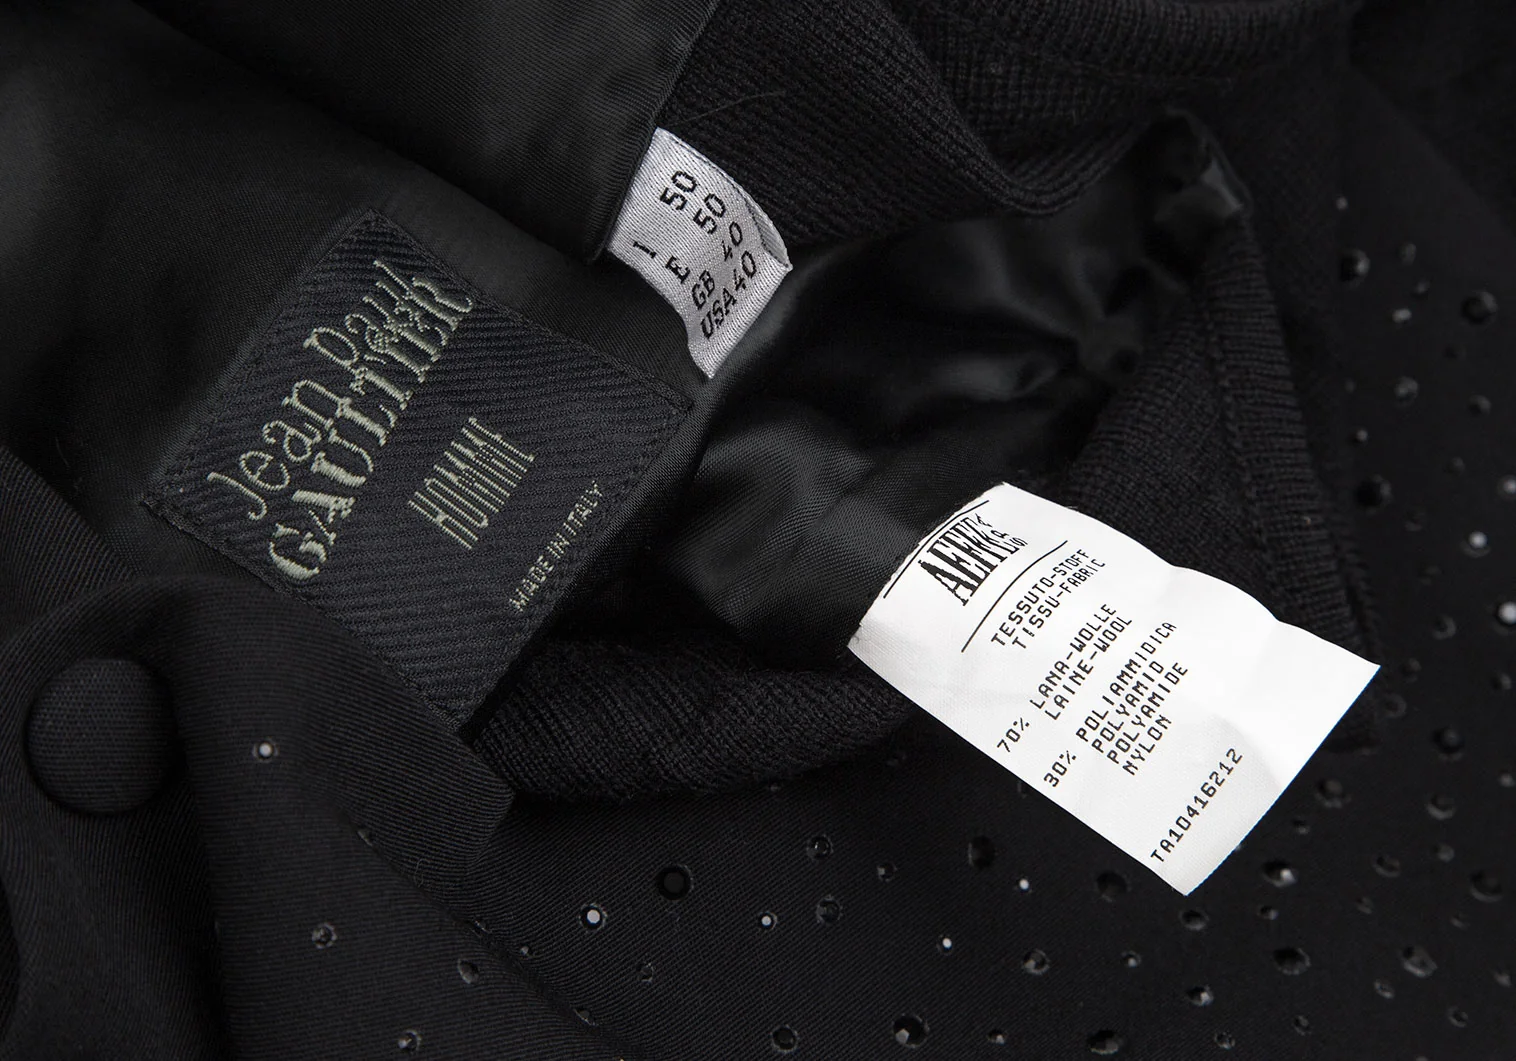 Jean Paul
GAULTIER
HOMME
MADE IN ITALY
I 50
E 50
GB 40
USA 40
AEFFE
TESSUTO-STOFF
TISSU-FABRIC
70% LANA-WOLLE
LAINE-WOOL
30% POLIAMMIDICA
POLYAMID
POLYAMIDE
NYLON
TA10416212